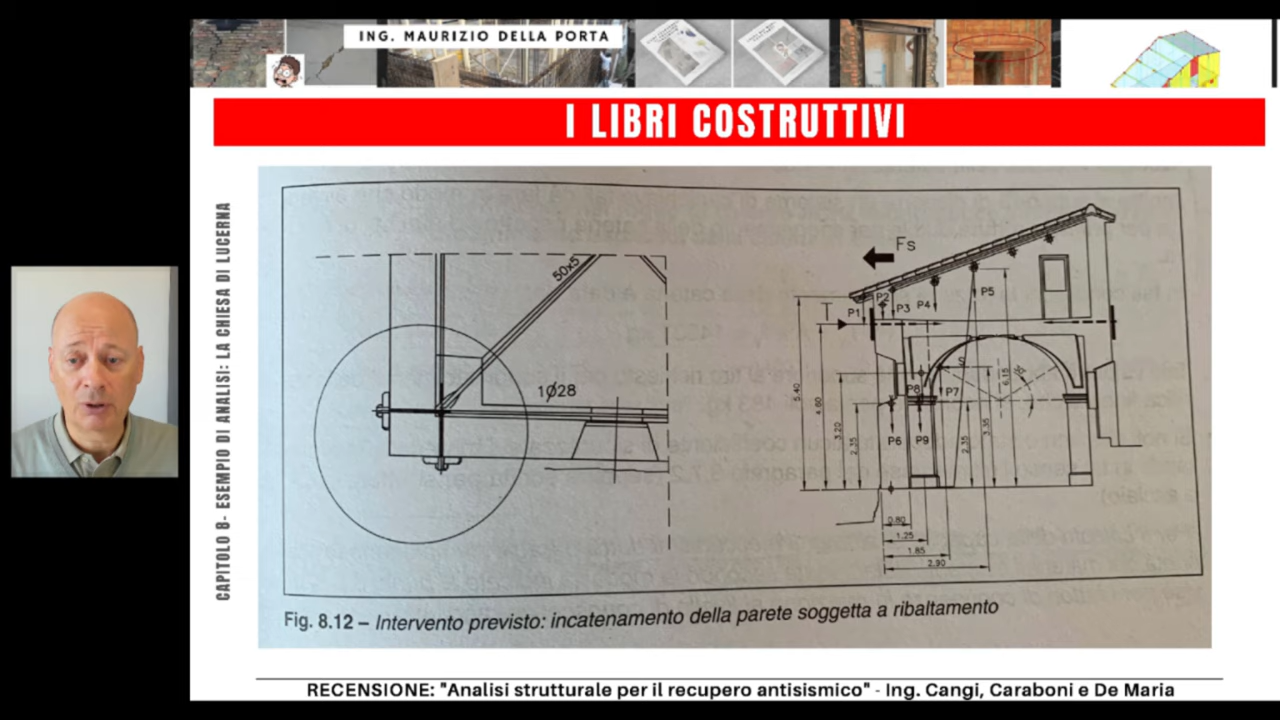 ING. MAURIZIO DELLA PORTA
I LIBRI COSTRUTTIVI
CAPITOLO 8- ESEMPIO DI ANALISI: LA CHIESA DI LUCERNA
50x5
1Ø28
Fs
T
P1
P2
P3
P4
P5
P8
P7
P6
P9
5.40
4.60
3.20
2.35
2.35
3.35
0.80
1.25
1.85
2.90
Fig. 8.12 – Intervento previsto: incatenamento della parete soggetta a ribaltamento
RECENSIONE: "Analisi strutturale per il recupero antisismico" - Ing. Cangi, Caraboni e De Maria